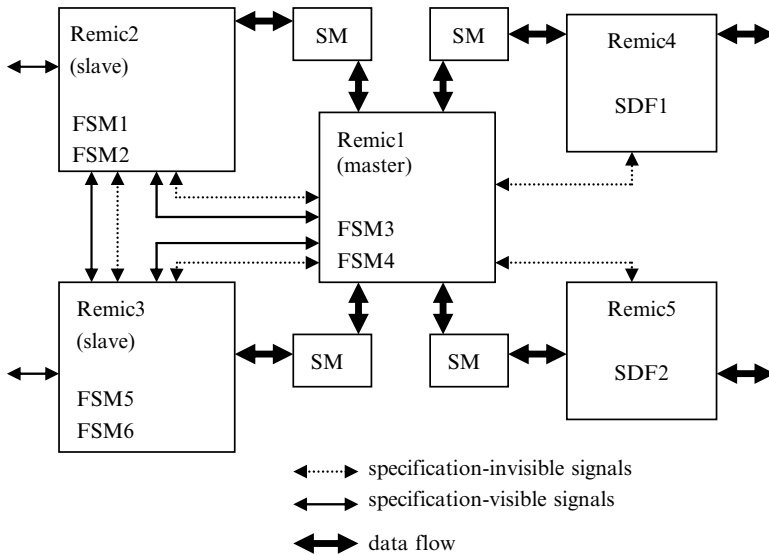 Remic2
(slave)
FSM1
FSM2
SM
SM
Remic4
SDF1
Remic1
(master)
FSM3
FSM4
Remic3
(slave)
FSM5
FSM6
SM
SM
Remic5
SDF2
specification-invisible signals
specification-visible signals
data flow